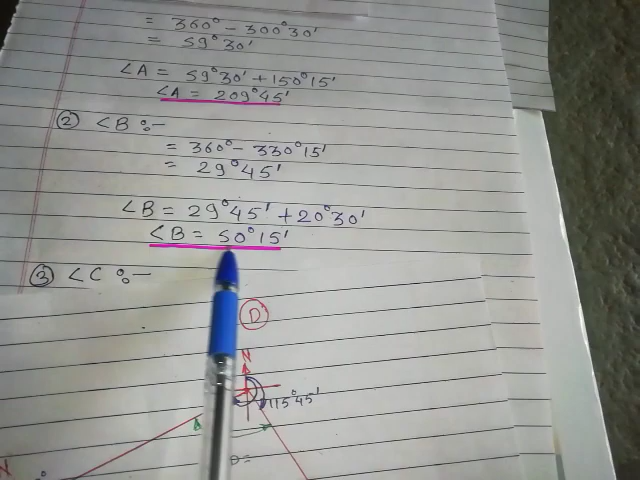 = 360° - 300°30'
= 59°30'
∠A = 59°30' + 150°15'
∠A = 209°45'
② ∠B :-
= 360° - 330°15'
= 29°45'
∠B = 29°45' + 20°30'
∠B = 50°15'
③ ∠C :-
D
N
115°45'
N